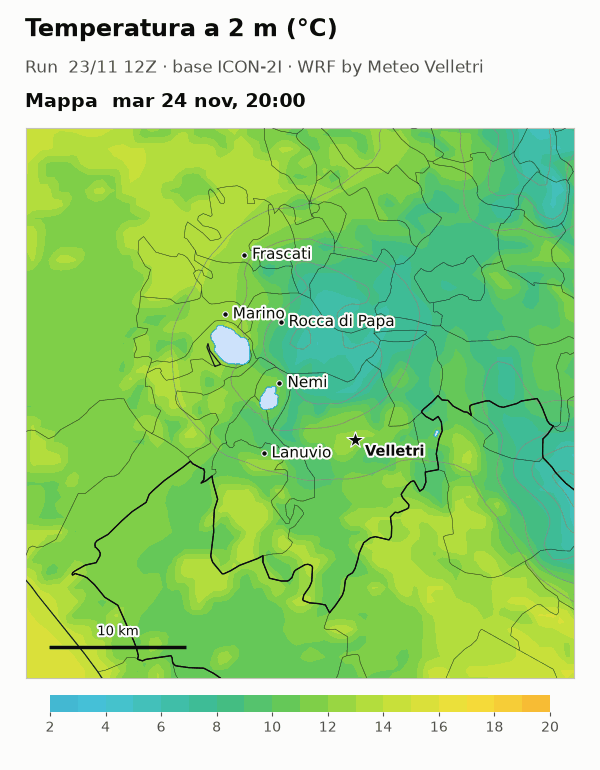 Temperatura a 2 m (°C)
Run  23/11 12Z · base ICON-2I · WRF by Meteo Velletri
Mappa  mar 24 nov, 20:00
Frascati
Marino
Rocca di Papa
Nemi
Velletri
Lanuvio
10 km
2 4 6 8 10 12 14 16 18 20